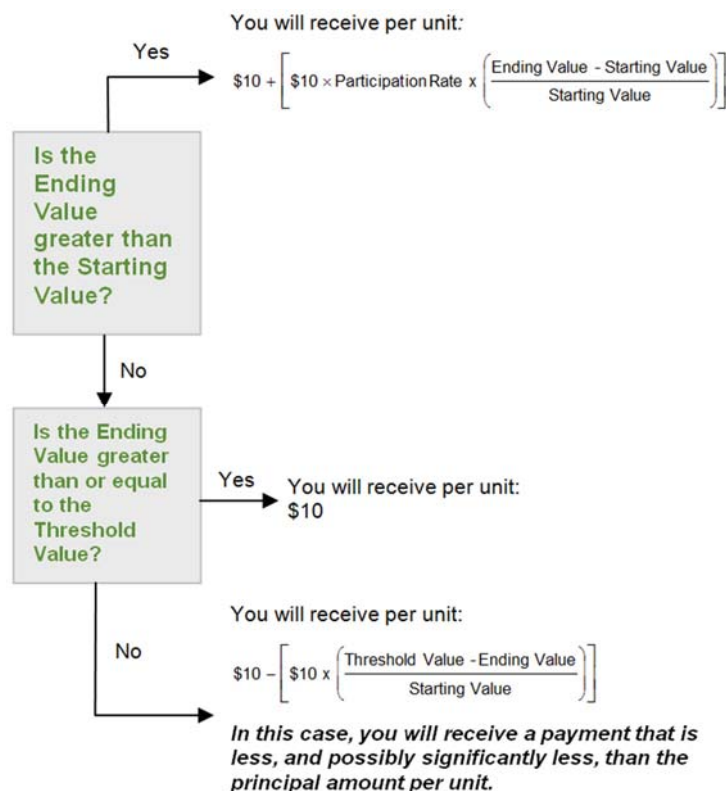 You will receive per unit:
Yes
$10 + [ $10 × Participation Rate x ( Ending Value - Starting Value / Starting Value ) ]
Is the
Ending
Value
greater than
the Starting
Value?
No
Is the Ending
Value greater
than or equal
to the
Threshold
Value?
Yes
You will receive per unit:
$10
You will receive per unit:
No
$10 – [ $10 x ( Threshold Value - Ending Value / Starting Value ) ]
In this case, you will receive a payment that is
less, and possibly significantly less, than the
principal amount per unit.